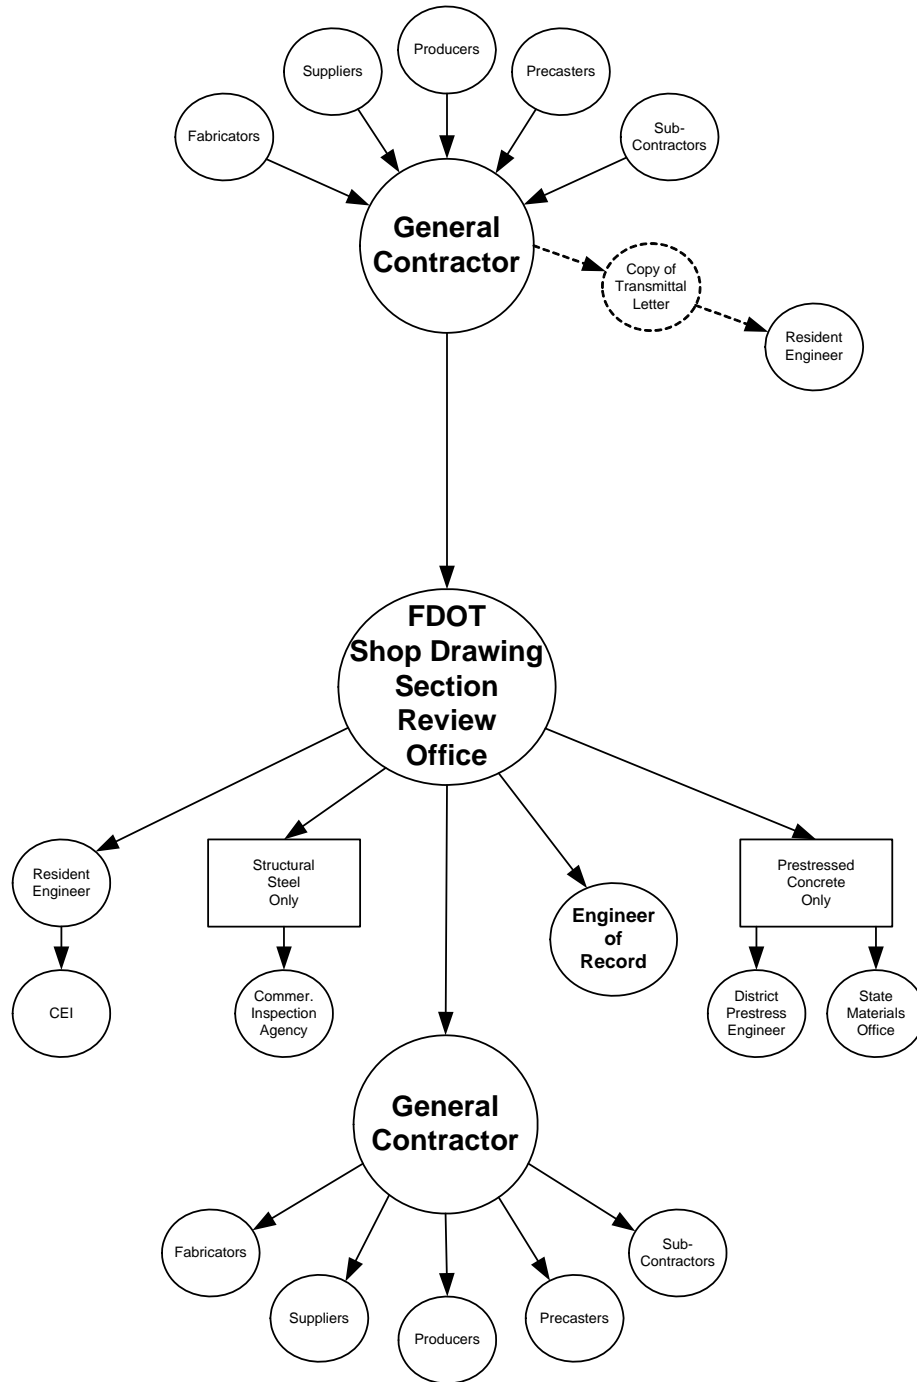 Producers
Suppliers
Precasters
Fabricators
Sub-
Contractors
General
Contractor
Copy of
Transmittal
Letter
Resident
Engineer
FDOT
Shop Drawing
Section
Review
Office
Resident
Engineer
Structural
Steel
Only
Engineer
of
Record
Prestressed
Concrete
Only
CEI
Commer.
Inspection
Agency
District
Prestress
Engineer
State
Materials
Office
General
Contractor
Fabricators
Sub-
Contractors
Suppliers
Precasters
Producers